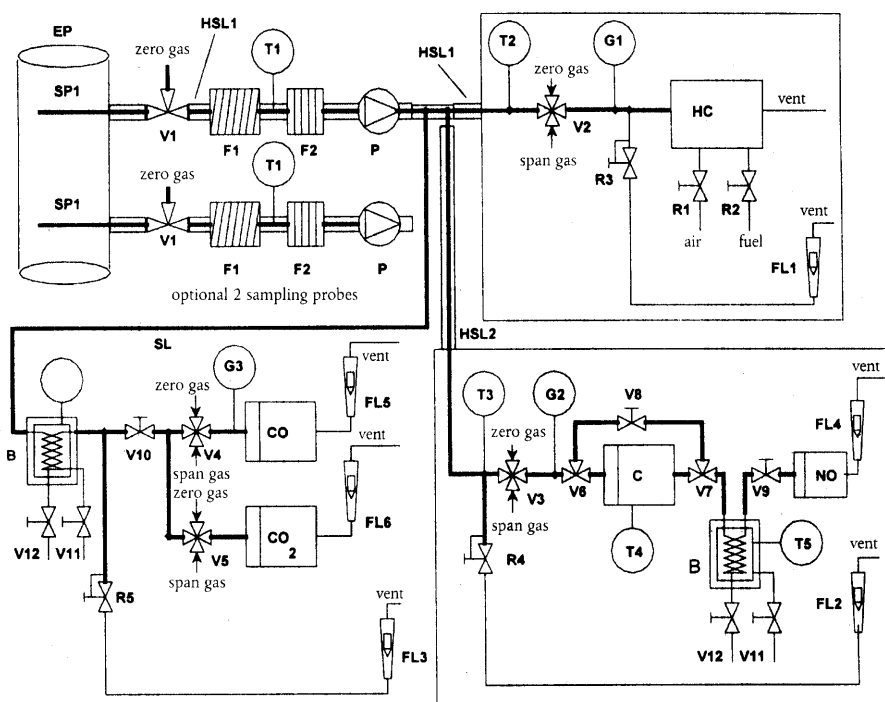 EP
HSL1
zero gas
T1
SP1
V1
F1
F2
P
zero gas
T1
SP1
V1
F1
F2
P
optional 2 sampling probes
HSL1
T2
zero gas
G1
V2
span gas
HC
vent
R3
R1
R2
air
fuel
vent
FL1
HSL2
SL
vent
G3
zero gas
FL5
CO
B
V10
V4
span gas
zero gas
vent
FL6
CO
2
V5
span gas
V12
V11
R5
vent
FL3
T3
G2
V8
vent
FL4
zero gas
V3
span gas
V6
C
V7
V9
NO
T4
T5
R4
B
vent
FL2
V12
V11